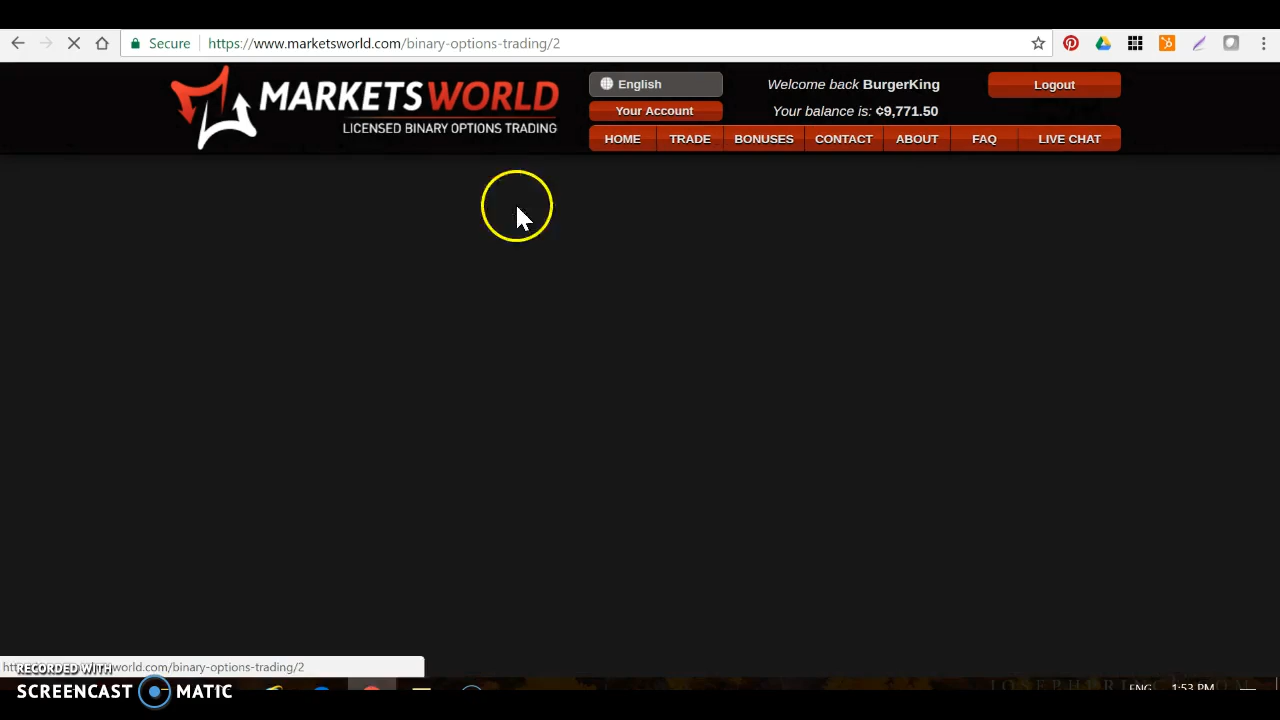 Secure https://www.marketsworld.com/binary-options-trading/2
MARKETSWORLD
LICENSED BINARY OPTIONS TRADING
English
Your Account
Welcome back BurgerKing
Your balance is: ¢9,771.50
Logout
HOME TRADE BONUSES CONTACT ABOUT FAQ LIVE CHAT
world.com/binary-options-trading/2
RECORDED WITH
SCREENCAST MATIC
ENG 1:53 PM